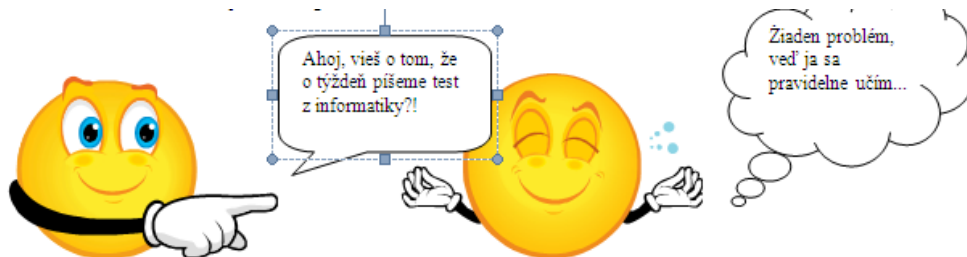 Ahoj, vieš o tom, že
o týždeň píšeme test
z informatiky?!
Žiaden problém,
veď ja sa
pravidelne učím...